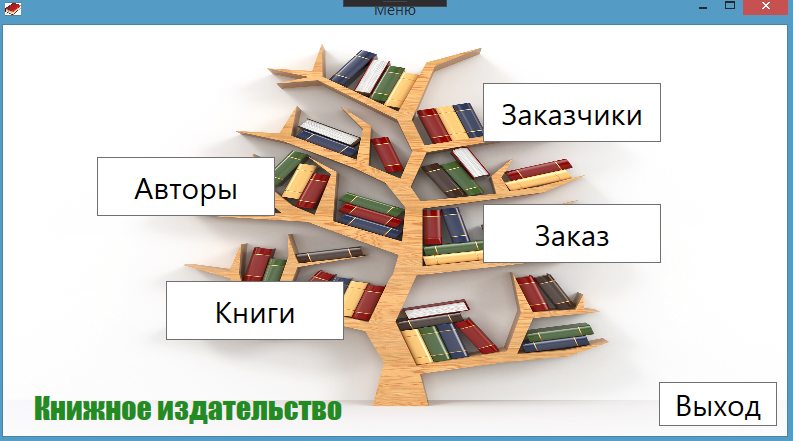 Меню
Заказчики
Авторы
Заказ
Книги
Книжное издательство
Выход